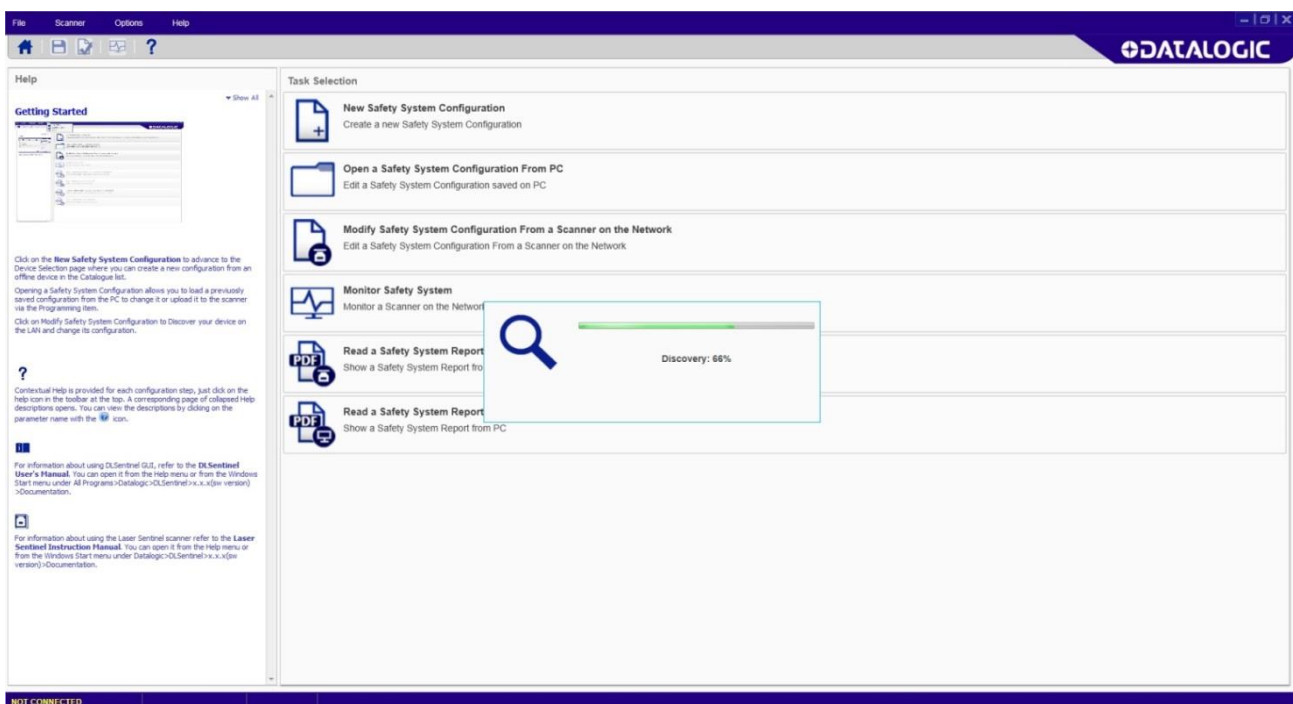 File Scanner Options Help
DATALOGIC
Help
Show All
Getting Started
Click on the New Safety System Configuration to advance to the
Device Selection page where you can create a new configuration from an
offline device in the Catalogue list.
Opening a Safety System Configuration allows you to load a previuosly
saved configuration from the PC to change it or upload it to the scanner
via the Programming item.
Click on Modify Safety System Configuration to Discover your device on
the LAN and change its configuration.
?
Contextual Help is provided for each configuration step, just click on the
help icon in the toolbar at the top. A corresponding page of collapsed Help
descriptions opens. You can view the descriptions by clicking on the
parameter name with the icon.
For information about using DLSentinel GUI, refer to the DLSentinel
User's Manual. You can open it from the Help menu or from the Windows
Start menu under All Programs>Datalogic>DLSentinel>x.x.x(sw version)
>Documentation.
For information about using the Laser Sentinel scanner refer to the Laser
Sentinel Instruction Manual. You can open it from the Help menu or
from the Windows Start menu under Datalogic>DLSentinel>x.x.x(sw
version)>Documentation.
Task Selection
New Safety System Configuration
Create a new Safety System Configuration
Open a Safety System Configuration From PC
Edit a Safety System Configuration saved on PC
Modify Safety System Configuration From a Scanner on the Network
Edit a Safety System Configuration From a Scanner on the Network
Monitor Safety System
Monitor a Scanner on the Network
PDF
Read a Safety System Report
Show a Safety System Report fro
Discovery: 66%
PDF
Read a Safety System Report
Show a Safety System Report from PC
NOT CONNECTED